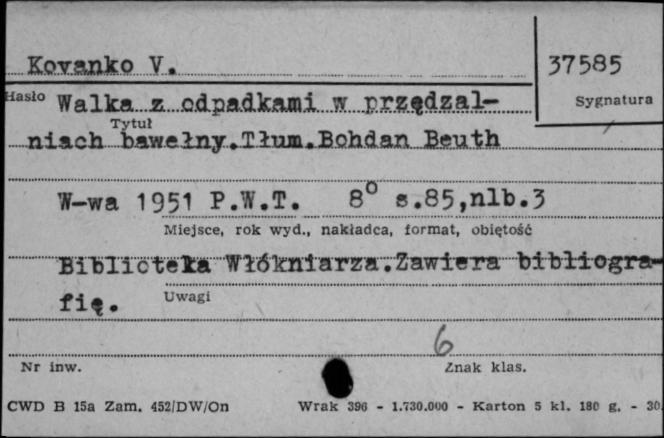 Kovanko V.
37585
Hasło Walka z odpadkami w przędzal-
Sygnatura
Tytuł
niach bawełny.Tłum.Bohdan Beuth
W-wa 1951 P.W.T. 8° s.85,nlb.3
Miejsce, rok wyd., nakładca, format, objętość
Biblioteka Włókniarza.Zawiera bibliogra-
fię. Uwagi
6
Nr inw. Znak klas.
CWD B 15a Zam. 452/DW/On Wrak 396 - 1.730.000 - Karton 5 kl. 180 g. - 30.